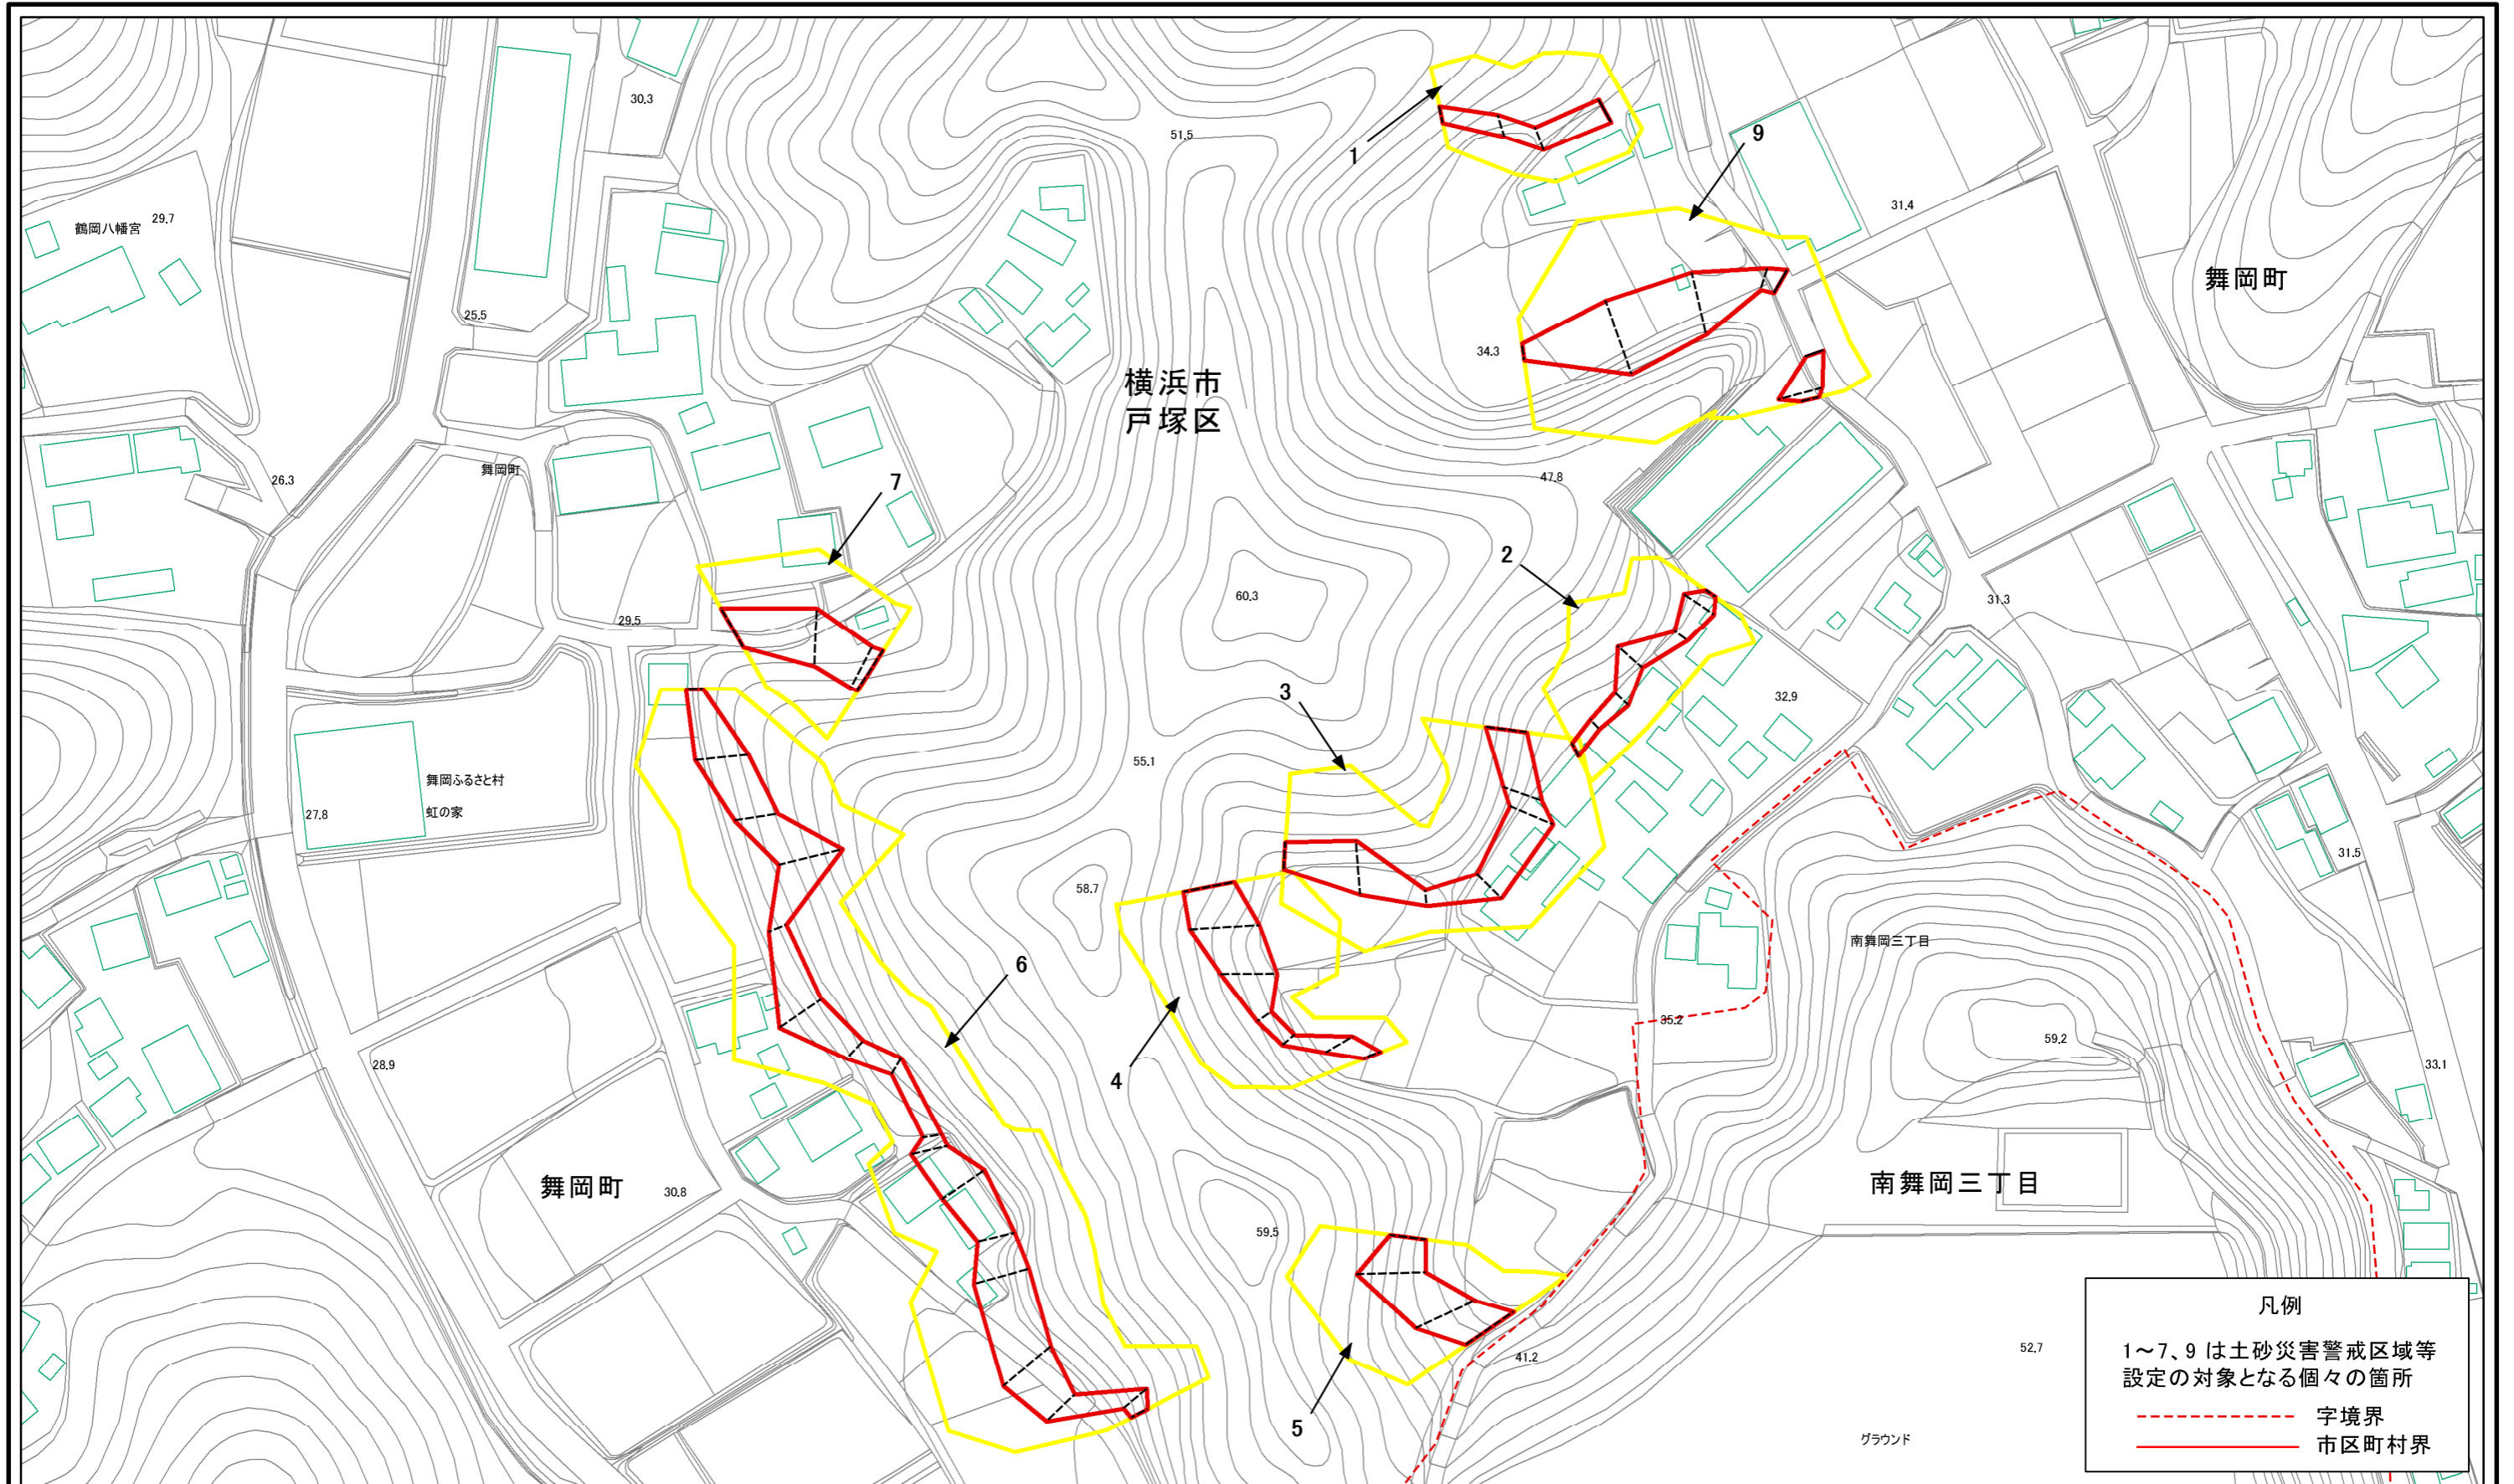 30.3
51.5
1
9
31.4
鶴岡八幡宮 29.7
舞岡町
25.5
34.3
横浜市
戸塚区
舞岡町
26.3
47.8
7
2
60.3
31.3
29.5
3
32.9
55.1
舞岡ふるさと村
虹の家
27.8
31.5
58.7
南舞岡三丁目
6
35.2
59.2
4
28.9
33.1
舞岡町
30.8
南舞岡三丁目
59.5
41.2
52.7
5
グラウンド
凡例
1～7、9 は土砂災害警戒区域等
設定の対象となる個々の箇所
字境界
市区町村界